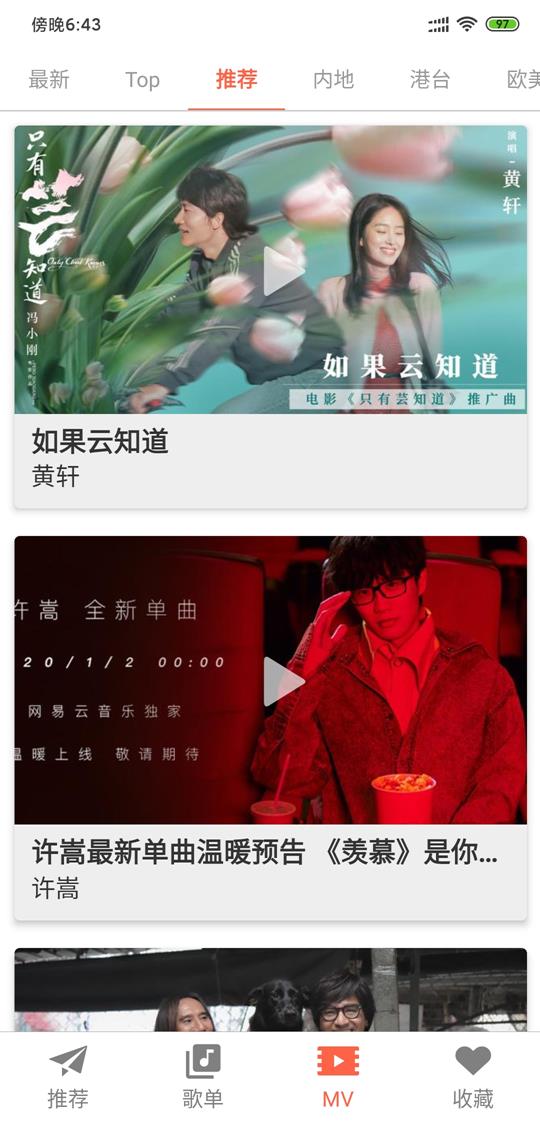 傍晚6:43
97
最新
Top
推荐
内地
港台
欧美
只有
芸
知道
Only Cloud Knows
冯小刚
演唱
-
黄轩
如果云知道
电影《只有芸知道》推广曲
如果云知道
黄轩
许嵩 全新单曲
20/1/2 00:00
网易云音乐独家
温暖上线 敬请期待
许嵩最新单曲温暖预告 《羡慕》是你...
许嵩
推荐
歌单
MV
收藏